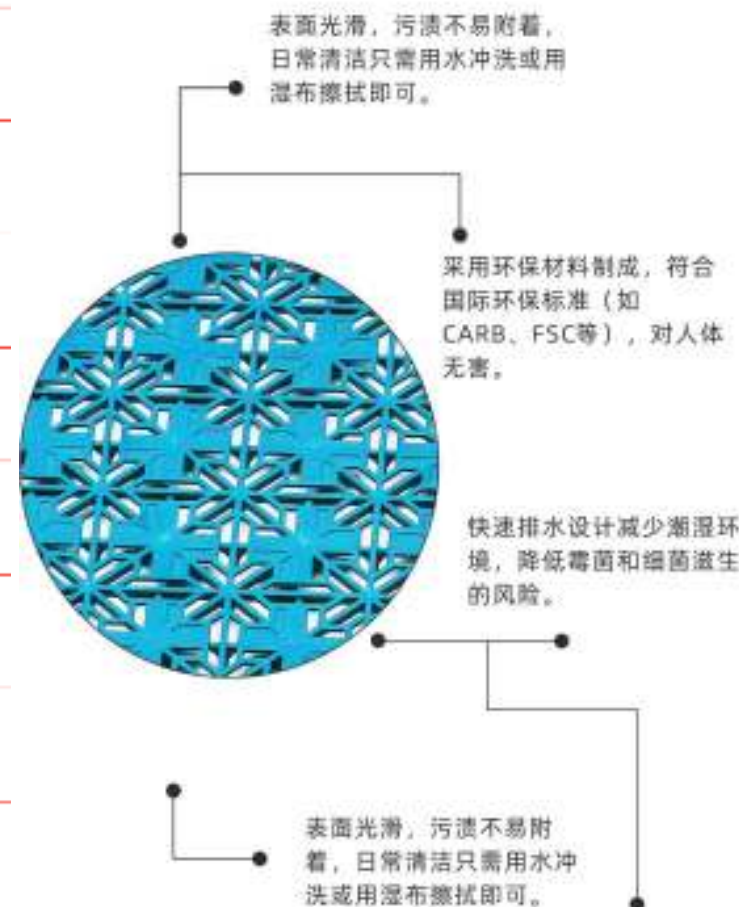 表面光滑，污渍不易附着，
日常清洁只需用水冲洗或用
湿布擦拭即可。
采用环保材料制成，符合
国际环保标准（如
CARB、FSC等），对人体
无害。
快速排水设计减少潮湿环
境，降低霉菌和细菌滋生
的风险。
表面光滑，污渍不易附
着，日常清洁只需用水冲
洗或用湿布擦拭即可。